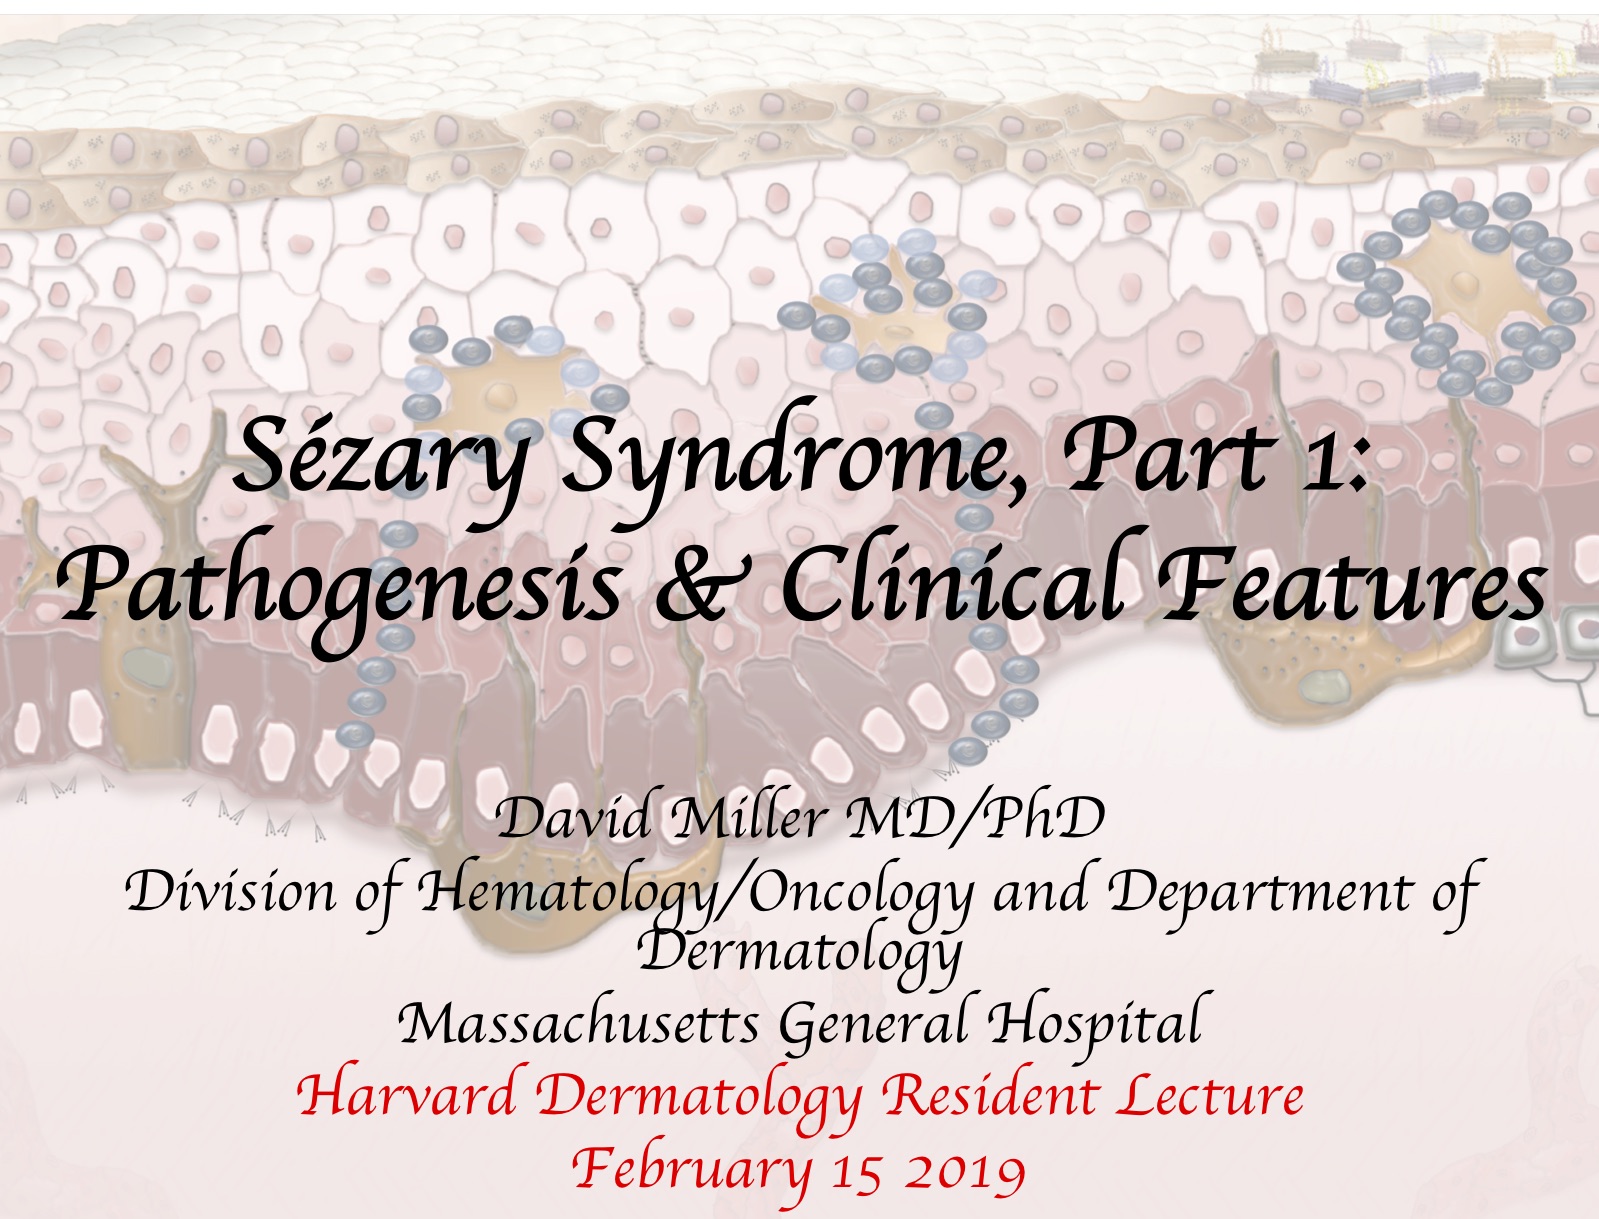 Sézary Syndrome, Part 1:
Pathogenesis & Clinical Features
David Miller MD/PhD
Division of Hematology/Oncology and Department of
Dermatology
Massachusetts General Hospital
Harvard Dermatology Resident Lecture
February 15 2019